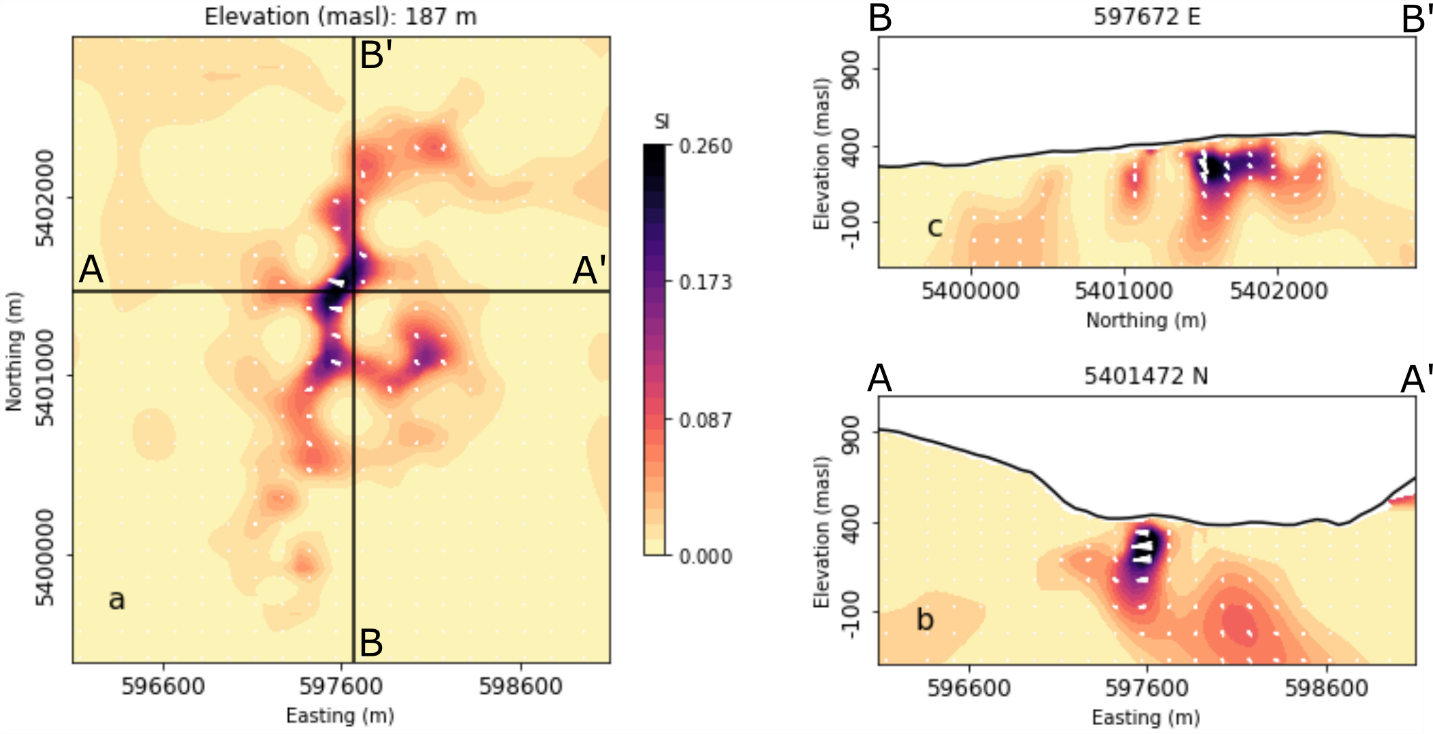 Elevation (masl): 187 m
B'
A
A'
B
a
5402000
5401000
5400000
Northing (m)
596600
597600
598600
Easting (m)
SI
0.260
0.173
0.087
0.000
B
597672 E
B'
900
400
-100
Elevation (masl)
c
5400000
5401000
5402000
Northing (m)
A
5401472 N
A'
900
400
-100
Elevation (masl)
b
596600
597600
598600
Easting (m)